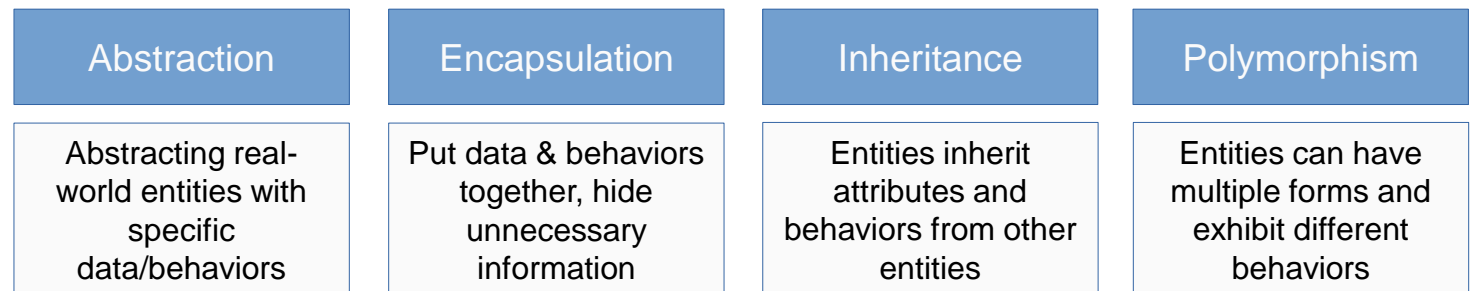 Abstraction
Encapsulation
Inheritance
Polymorphism
Abstracting real-
world entities with
specific
data/behaviors
Put data & behaviors
together, hide
unnecessary
information
Entities inherit
attributes and
behaviors from other
entities
Entities can have
multiple forms and
exhibit different
behaviors